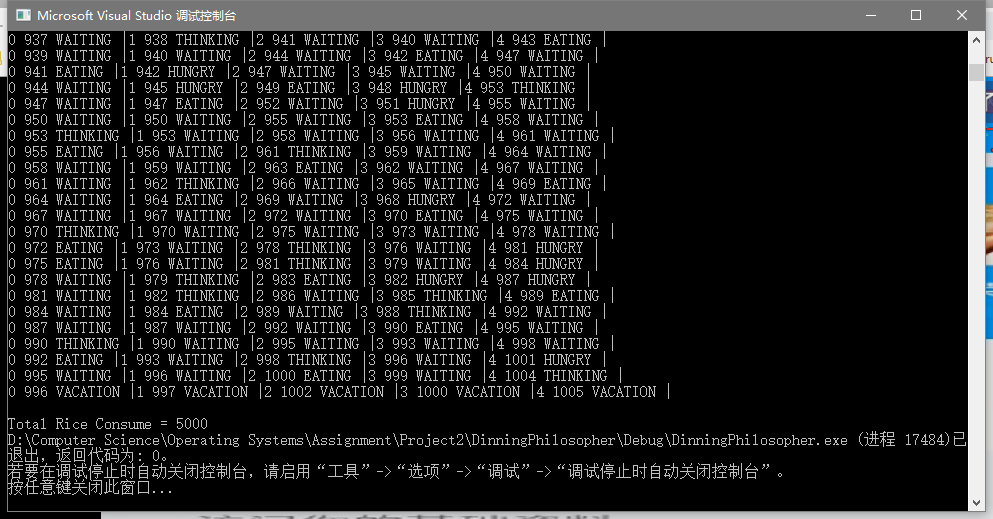 Microsoft Visual Studio 调试控制台
0 937 WAITING |1 938 THINKING |2 941 WAITING |3 940 WAITING |4 943 EATING |
0 939 WAITING |1 940 WAITING |2 944 WAITING |3 942 EATING |4 947 WAITING |
0 941 EATING |1 942 HUNGRY |2 947 WAITING |3 945 WAITING |4 950 WAITING |
0 944 WAITING |1 945 HUNGRY |2 949 EATING |3 948 HUNGRY |4 953 THINKING |
0 947 WAITING |1 947 EATING |2 952 WAITING |3 951 HUNGRY |4 955 WAITING |
0 950 WAITING |1 950 WAITING |2 955 WAITING |3 953 EATING |4 958 WAITING |
0 953 THINKING |1 953 WAITING |2 958 WAITING |3 956 WAITING |4 961 WAITING |
0 955 EATING |1 956 WAITING |2 961 THINKING |3 959 WAITING |4 964 WAITING |
0 958 WAITING |1 959 WAITING |2 963 EATING |3 962 WAITING |4 967 WAITING |
0 961 WAITING |1 962 THINKING |2 966 WAITING |3 965 WAITING |4 969 EATING |
0 964 WAITING |1 964 EATING |2 969 WAITING |3 968 HUNGRY |4 972 WAITING |
0 967 WAITING |1 967 WAITING |2 972 WAITING |3 970 EATING |4 975 WAITING |
0 970 THINKING |1 970 WAITING |2 975 WAITING |3 973 WAITING |4 978 WAITING |
0 972 EATING |1 973 WAITING |2 978 THINKING |3 976 WAITING |4 981 HUNGRY |
0 975 EATING |1 976 WAITING |2 981 THINKING |3 979 WAITING |4 984 HUNGRY |
0 978 WAITING |1 979 THINKING |2 983 EATING |3 982 HUNGRY |4 987 HUNGRY |
0 981 WAITING |1 982 THINKING |2 986 WAITING |3 985 THINKING |4 989 EATING |
0 984 WAITING |1 984 EATING |2 989 WAITING |3 988 THINKING |4 992 WAITING |
0 987 WAITING |1 987 WAITING |2 992 WAITING |3 990 EATING |4 995 WAITING |
0 990 THINKING |1 990 WAITING |2 995 WAITING |3 993 WAITING |4 998 WAITING |
0 992 EATING |1 993 WAITING |2 998 THINKING |3 996 WAITING |4 1001 HUNGRY |
0 995 WAITING |1 996 WAITING |2 1000 EATING |3 999 WAITING |4 1004 THINKING |
0 996 VACATION |1 997 VACATION |2 1002 VACATION |3 1000 VACATION |4 1005 VACATION |
Total Rice Consume = 5000
D:\Computer Science\Operating Systems\Assignment\Project2\DinningPhilosopher\Debug\DinningPhilosopher.exe (进程 17484)已
退出，返回代码为: 0。
若要在调试停止时自动关闭控制台，请启用“工具”->“选项”->“调试”->“调试停止时自动关闭控制台”。
按任意键关闭此窗口...